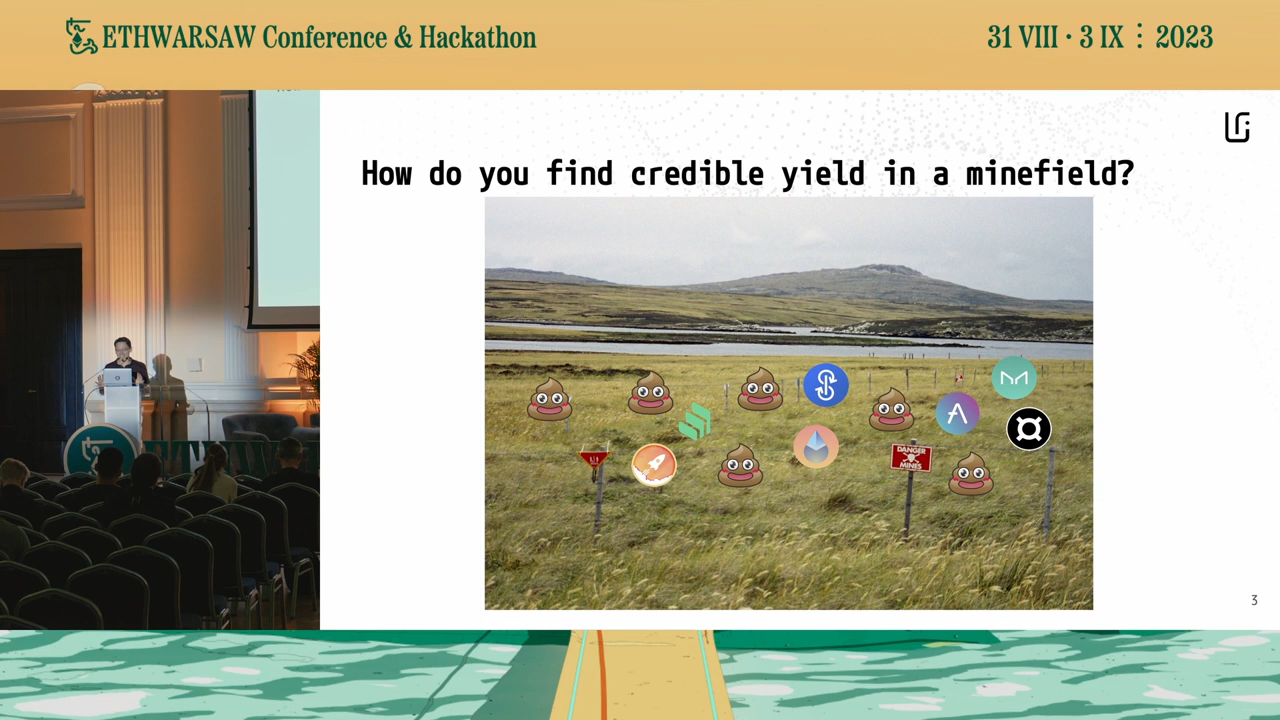 ETHWARSAW Conference & Hackathon
31 VIII · 3 IX ⋮ 2023
How do you find credible yield in a minefield?
DANGER
MINES
3